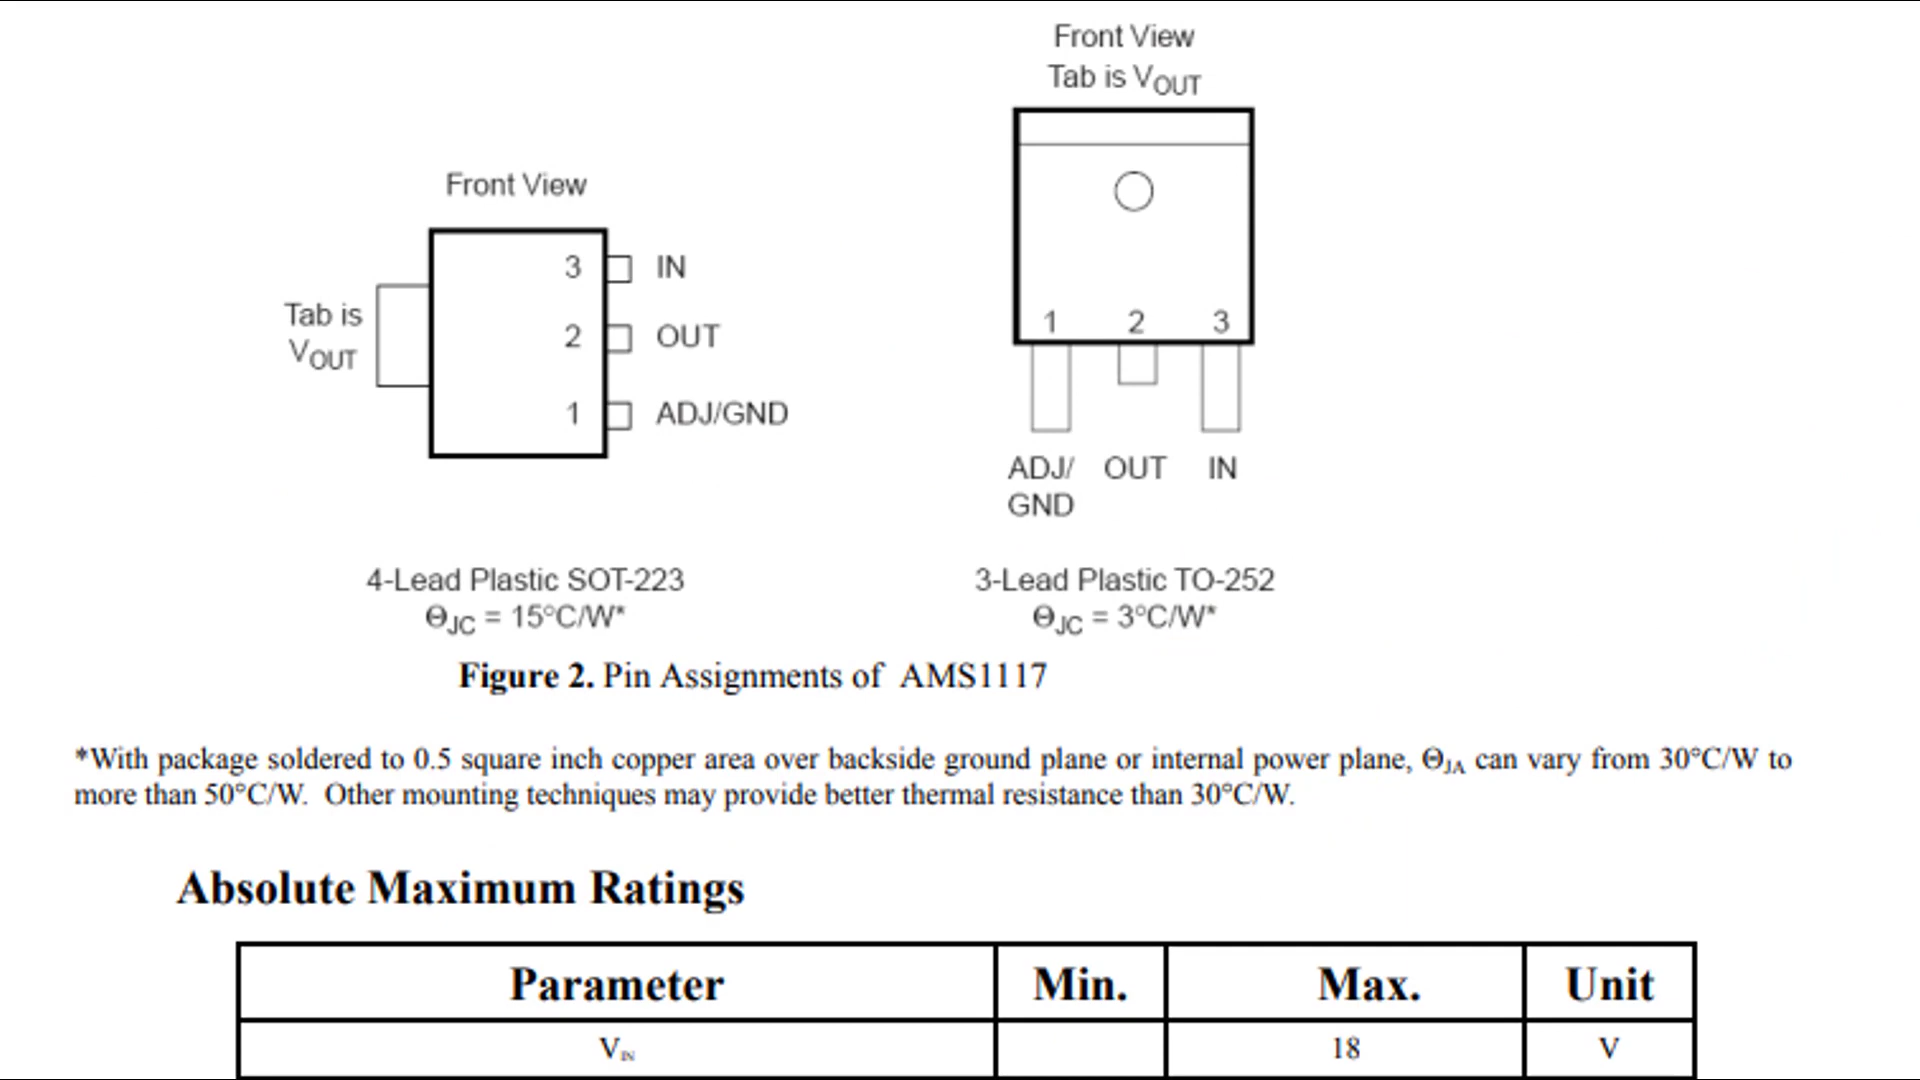 Front View
Tab is VOUT
1 2 3
ADJ/ OUT IN
GND
Front View
Tab is
VOUT
3 IN
2 OUT
1 ADJ/GND
4-Lead Plastic SOT-223
ΘJC = 15°C/W*
3-Lead Plastic TO-252
ΘJC = 3°C/W*
Figure 2. Pin Assignments of AMS1117
*With package soldered to 0.5 square inch copper area over backside ground plane or internal power plane, ΘJA can vary from 30°C/W to
more than 50°C/W. Other mounting techniques may provide better thermal resistance than 30°C/W.
Absolute Maximum Ratings
Parameter Min. Max. Unit
VIN 18 V